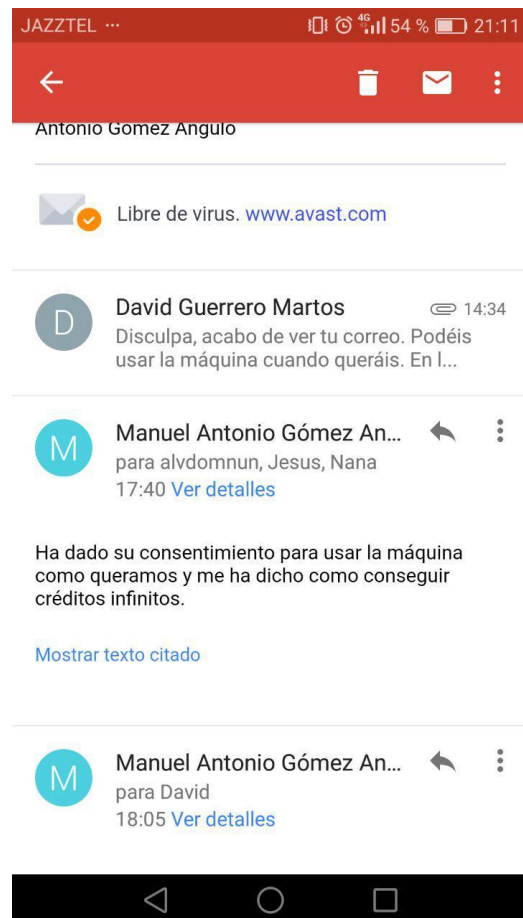 JAZZTEL ... 4G 54 % 21:11
Antonio Gómez Angulo
Libre de virus. www.avast.com
D
David Guerrero Martos 14:34
Disculpa, acabo de ver tu correo. Podéis
usar la máquina cuando queráis. En l...
M
Manuel Antonio Gómez An...
para alvdomnun, Jesus, Nana
17:40 Ver detalles
Ha dado su consentimiento para usar la máquina
como queramos y me ha dicho como conseguir
créditos infinitos.
Mostrar texto citado
M
Manuel Antonio Gómez An...
para David
18:05 Ver detalles